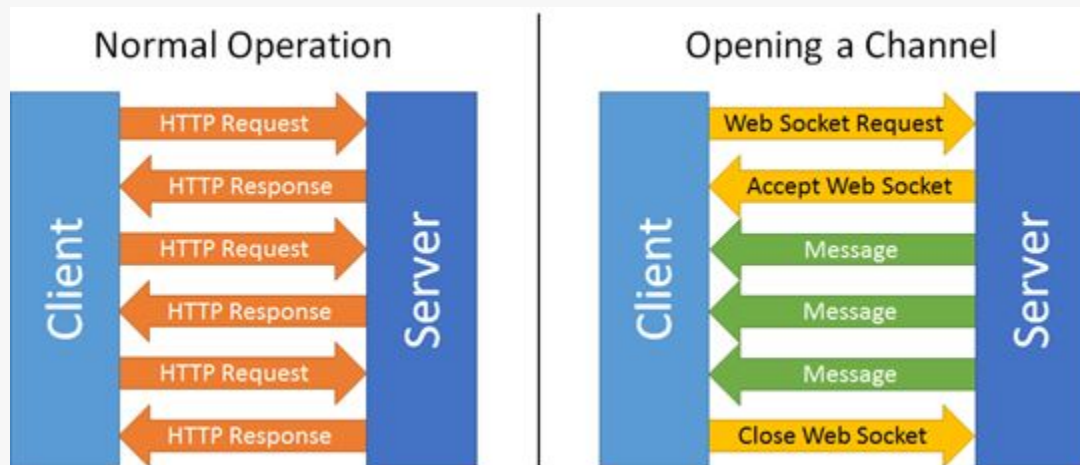 Normal Operation
Client
HTTP Request
HTTP Response
HTTP Request
HTTP Response
HTTP Request
HTTP Response
Server
Opening a Channel
Client
Web Socket Request
Accept Web Socket
Message
Message
Message
Close Web Socket
Server